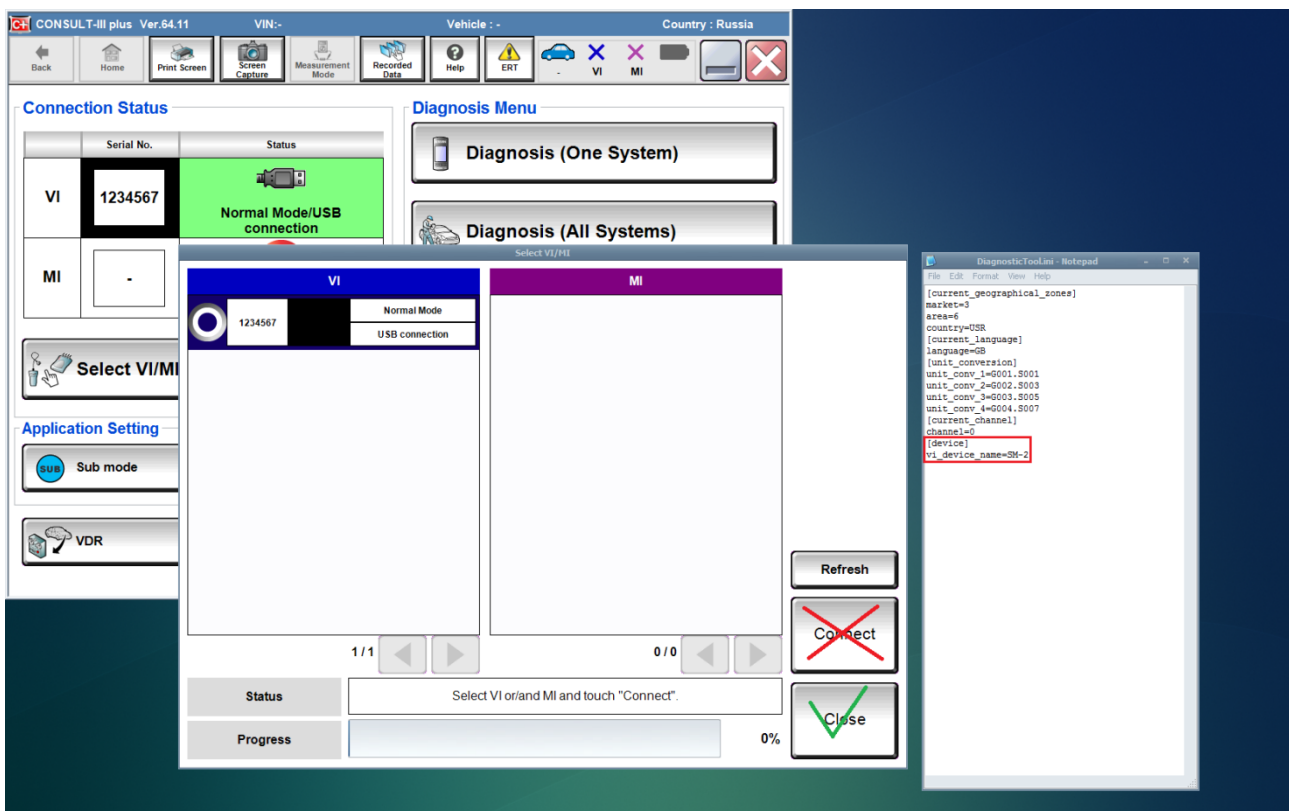 CONSULT-III plus Ver.64.11 VIN:- Vehicle : - Country : Russia
Back
Home
Print Screen
Screen
Capture
Measurement
Mode
Recorded
Data
Help
ERT
-
VI
MI
Connection Status
Serial No. Status
VI
1234567
Normal Mode/USB
connection
MI
-
Select VI/MI
Application Setting
SUB
Sub mode
VDR
Diagnosis Menu
Diagnosis (One System)
Diagnosis (All Systems)
Select VI/MI
VI
MI
1234567
Normal Mode
USB connection
1/1
0/0
Refresh
Connect
Close
Status
Select VI or/and MI and touch "Connect".
Progress
0%
DiagnosticTool.ini - Notepad
File Edit Format View Help
[current_geographical_zones]
market=3
area=6
country=USR
[current_language]
language=GB
[unit_conversion]
unit_conv_1=G001.S001
unit_conv_2=G002.S003
unit_conv_3=G003.S005
unit_conv_4=G004.S007
[current_channel]
channel=0
[device]
vi_device_name=SM-2